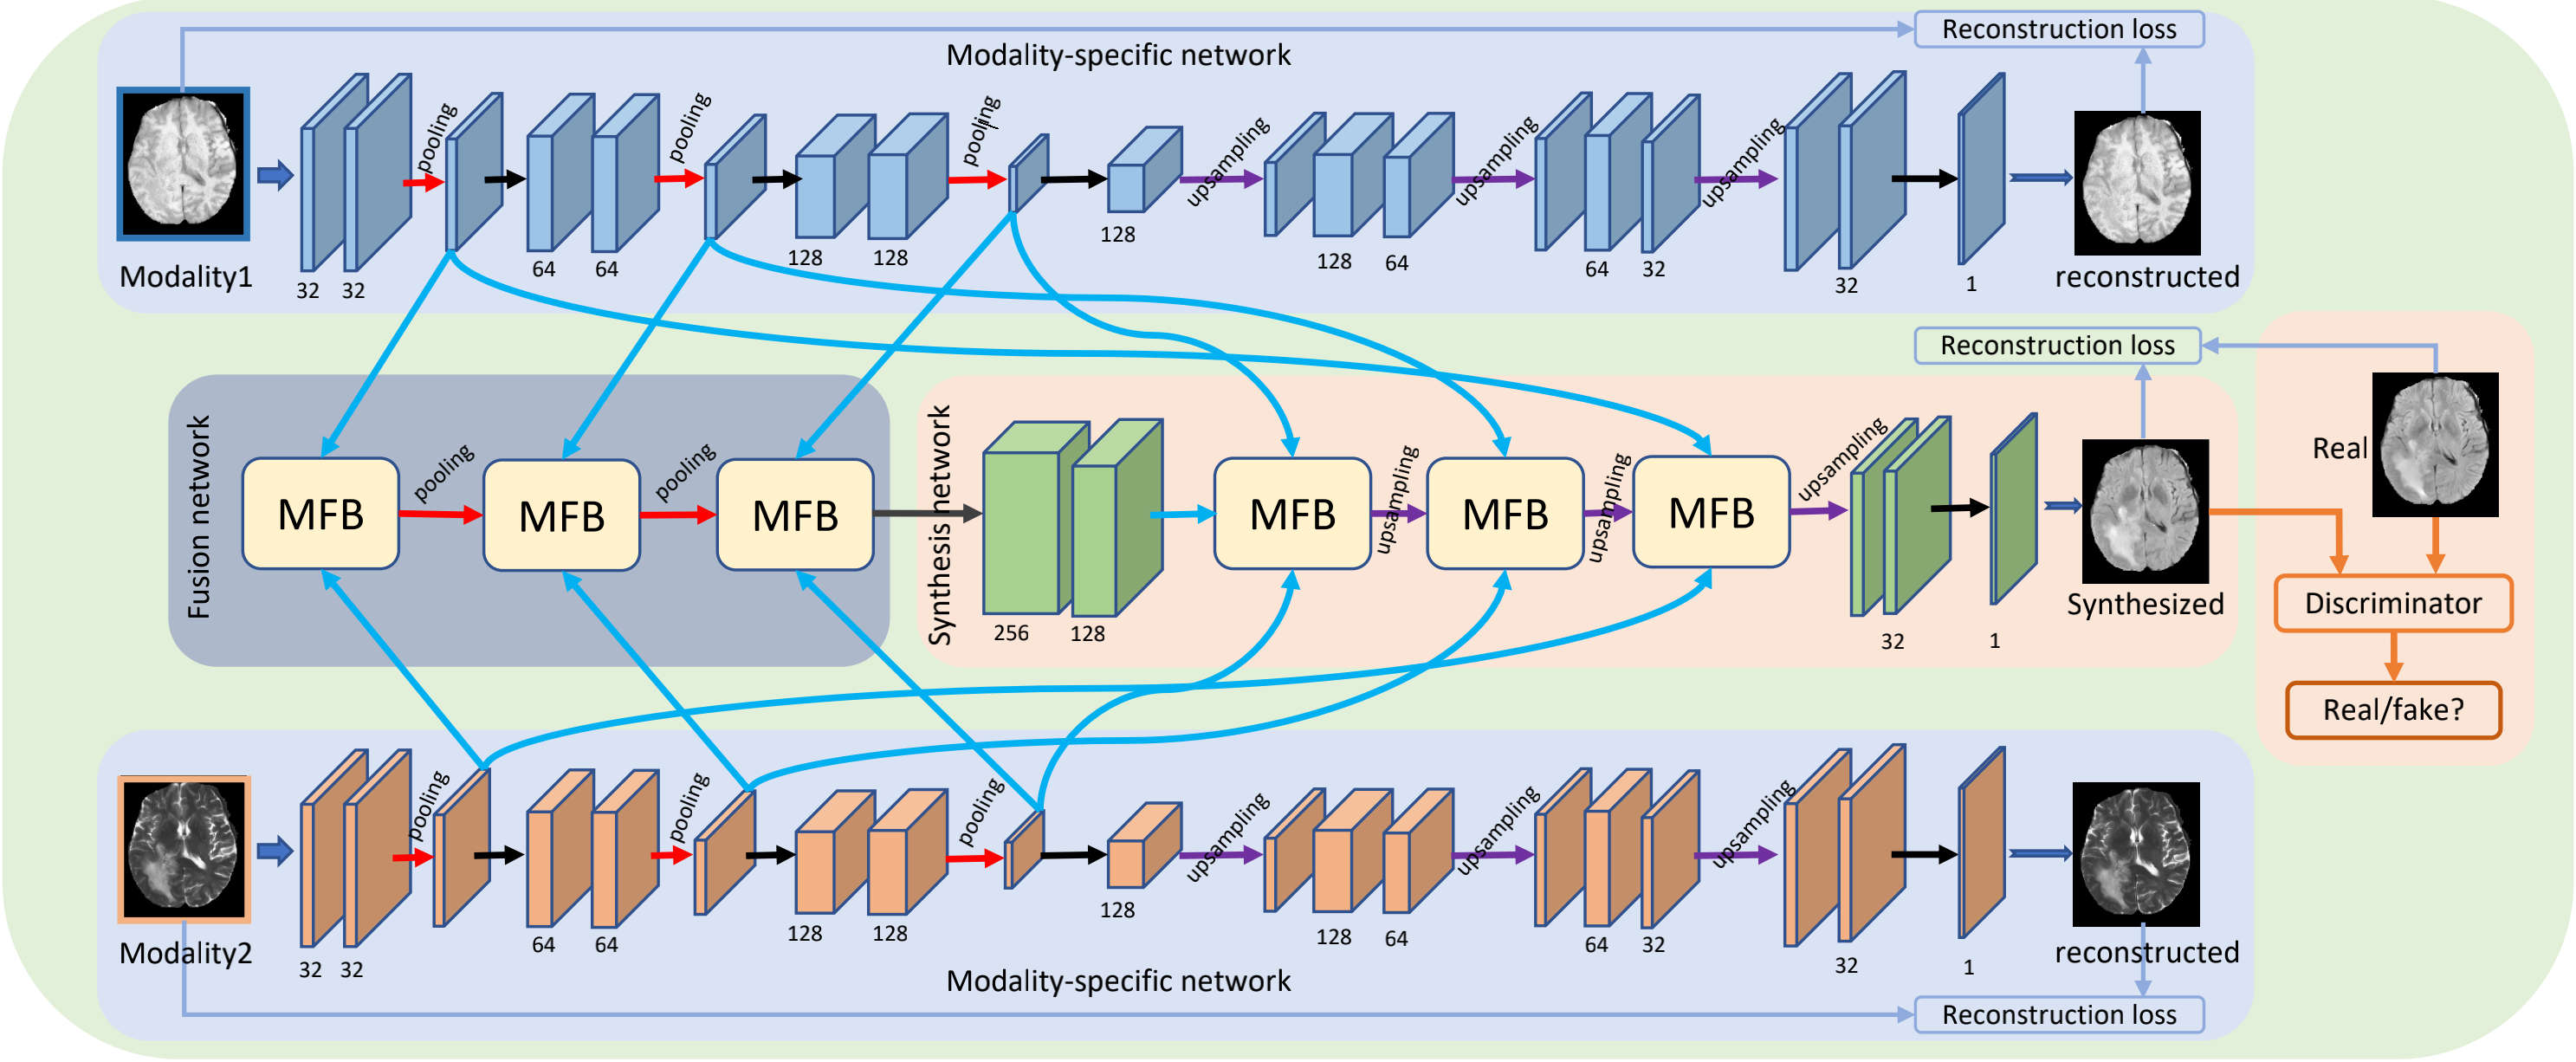 Reconstruction loss
Modality-specific network
pooling
pooling
pooling
upsampling
upsampling
upsampling
Modality1
32
32
64
64
128
128
128
128
64
64
32
32
1
reconstructed
Reconstruction loss
Fusion network
MFB
pooling
MFB
pooling
MFB
Synthesis network
256
128
MFB
upsampling
MFB
upsampling
MFB
upsampling
32
1
Synthesized
Real
Discriminator
Real/fake?
pooling
pooling
pooling
upsampling
upsampling
upsampling
Modality2
32
32
64
64
128
128
128
128
64
64
32
32
1
reconstructed
Modality-specific network
Reconstruction loss